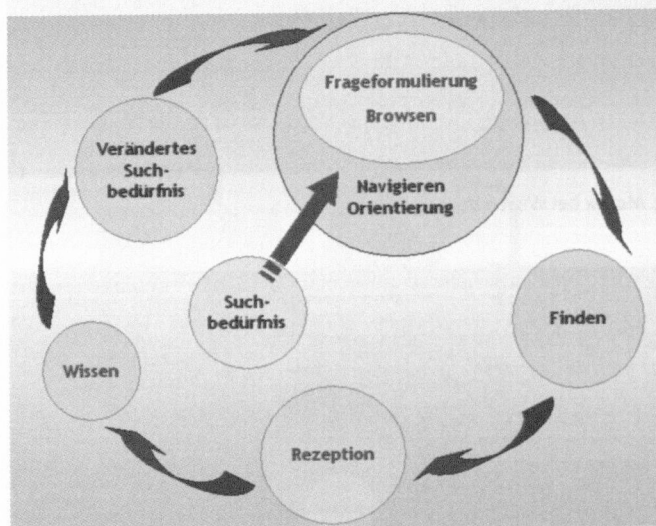 Frageformulierung
Browsen
Navigieren
Orientierung
Verändertes
Such-
bedürfnis
Such-
bedürfnis
Finden
Wissen
Rezeption